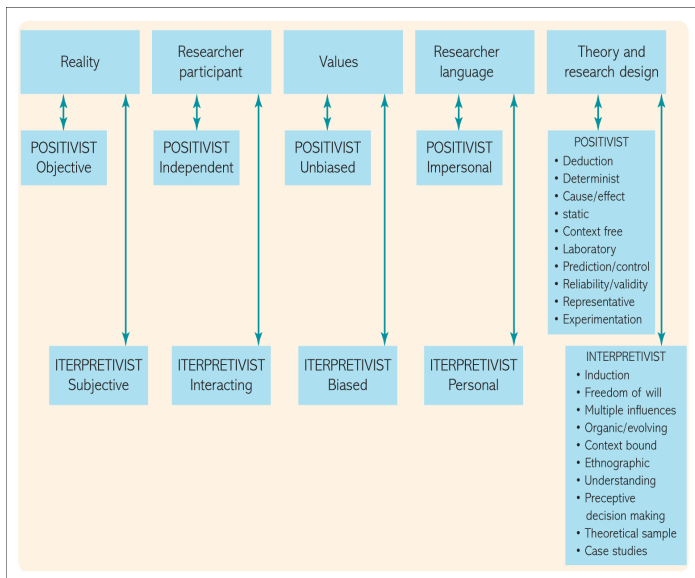 Reality
Researcher
participant
Values
Researcher
language
Theory and
research design
POSITIVIST
Objective
POSITIVIST
Independent
POSITIVIST
Unbiased
POSITIVIST
Impersonal
POSITIVIST
• Deduction
• Determinist
• Cause/effect
• static
• Context free
• Laboratory
• Prediction/control
• Reliability/validity
• Representative
• Experimentation
ITERPRETIVIST
Subjective
ITERPRETIVIST
Interacting
ITERPRETIVIST
Biased
ITERPRETIVIST
Personal
INTERPRETIVIST
• Induction
• Freedom of will
• Multiple influences
• Organic/evolving
• Context bound
• Ethnographic
• Understanding
• Preceptive
decision making
• Theoretical sample
• Case studies